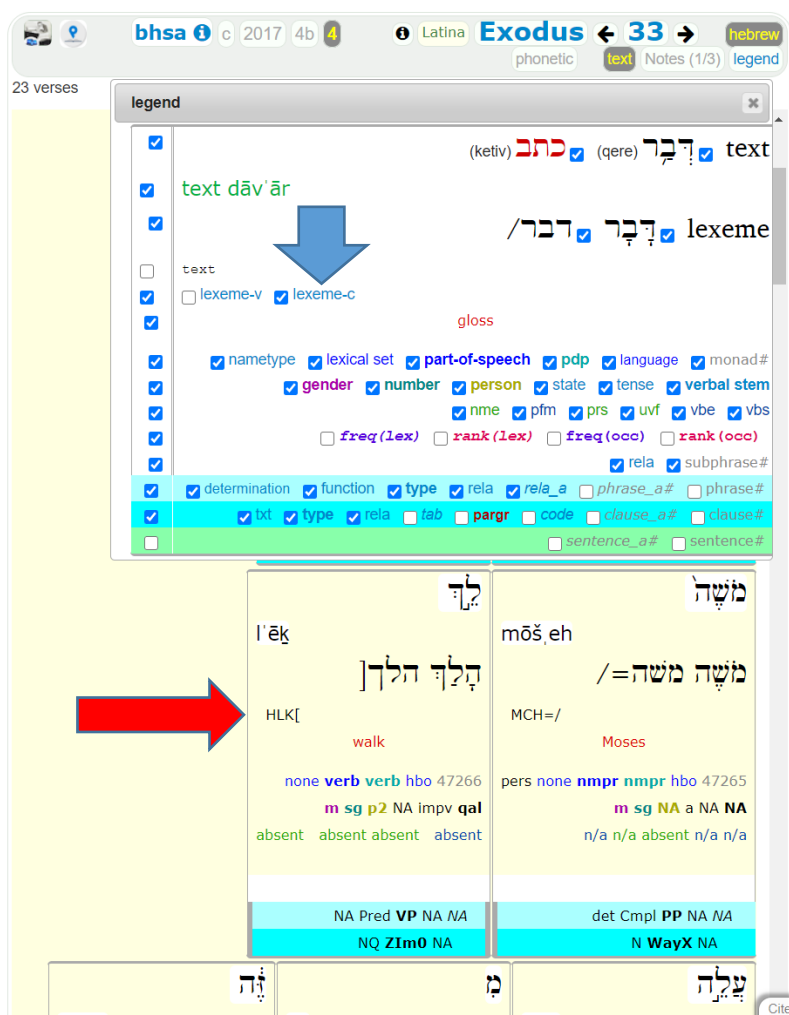 bhsa c 2017 4b 4 Latina Exodus 33 hebrew
phonetic text Notes (1/3) legend
23 verses
legend
text דְּבַ֥ר (qere) כתב (ketiv)
text dāvˈār
lexeme דָּבָר דבר/
text
lexeme-v lexeme-c
gloss
nametype lexical set part-of-speech pdp language monad#
gender number person state tense verbal stem
nme pfm prs uvf vbe vbs
freq(lex) rank(lex) freq(occ) rank(occ)
rela subphrase#
determination function type rela rela_a phrase_a# phrase#
txt type rela tab pargr code clause_a# clause#
sentence_a# sentence#
מֹשֶׁה֙
mōšˌeh
מֹשֶׁה משה=/
MCH=/
Moses
pers none nmpr nmpr hbo 47265
m sg NA a NA NA
n/a n/a absent n/a n/a
det Cmpl PP NA NA
N WayX NA
לֵ֣ךְ
lˈēḵ
הָלַךְ הלך[
HLK[
walk
none verb verb hbo 47266
m sg p2 NA impv qal
absent absent absent absent
NA Pred VP NA NA
NQ ZIm0 NA
עֲלֵ֣ה
מִ
זֶּ֔ה
Cite